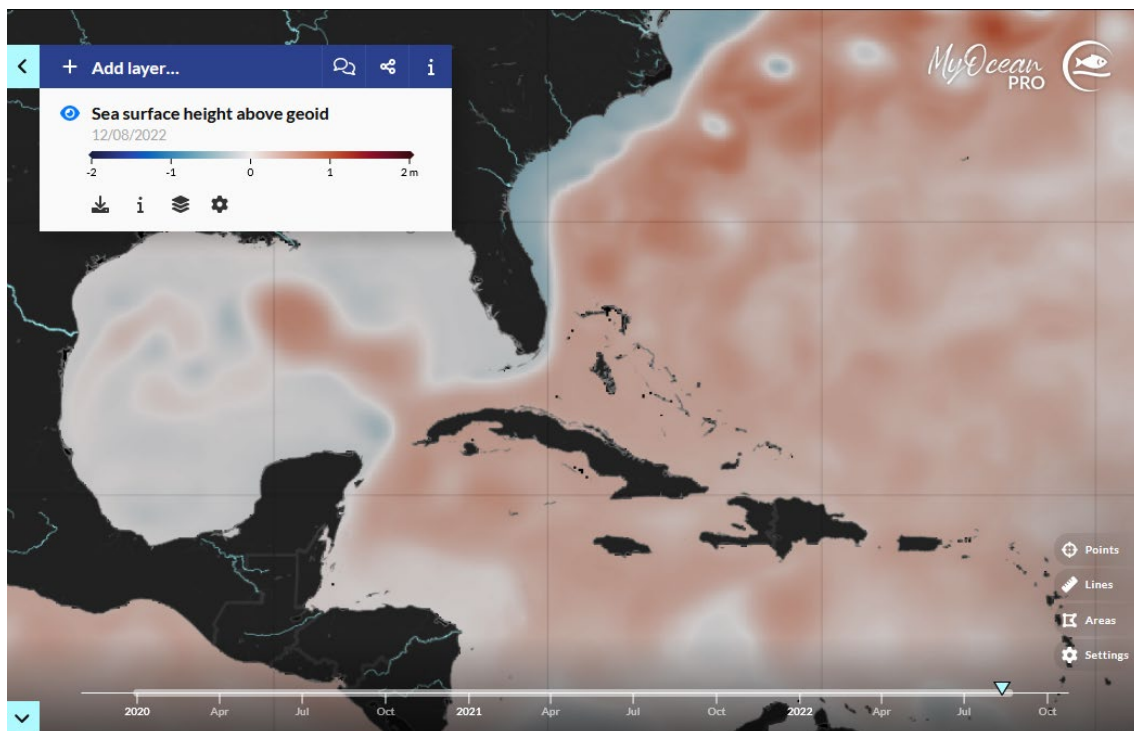 Add layer...
Sea surface height above geoid
12/08/2022
-2 -1 0 1 2 m
MyOcean
PRO
Points
Lines
Areas
Settings
2020 Apr Jul Oct 2021 Apr Jul Oct 2022 Apr Jul Oct